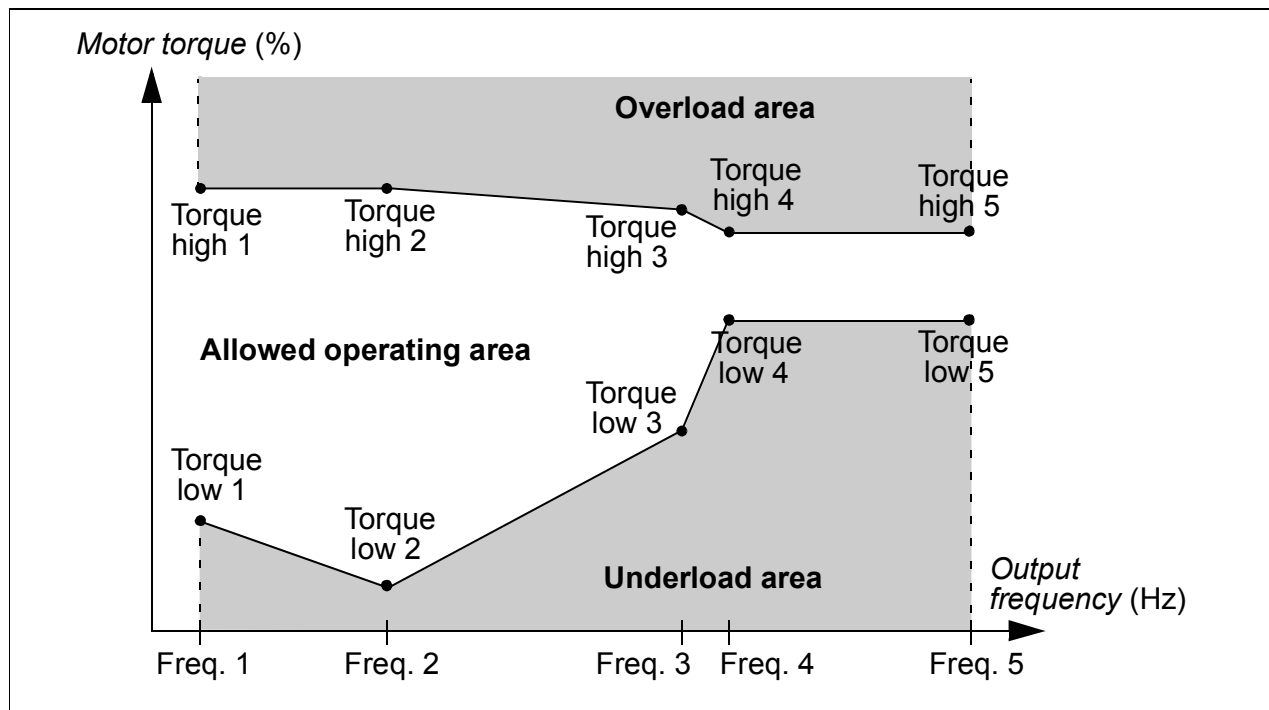 Motor torque (%)
Overload area
Torque
high 4
Torque
high 5
Torque
high 1
Torque
high 2
Torque
high 3
Allowed operating area
Torque
low 4
Torque
low 5
Torque
low 3
Torque
low 1
Torque
low 2
Underload area
Output
frequency (Hz)
Freq. 1
Freq. 2
Freq. 3
Freq. 4
Freq. 5